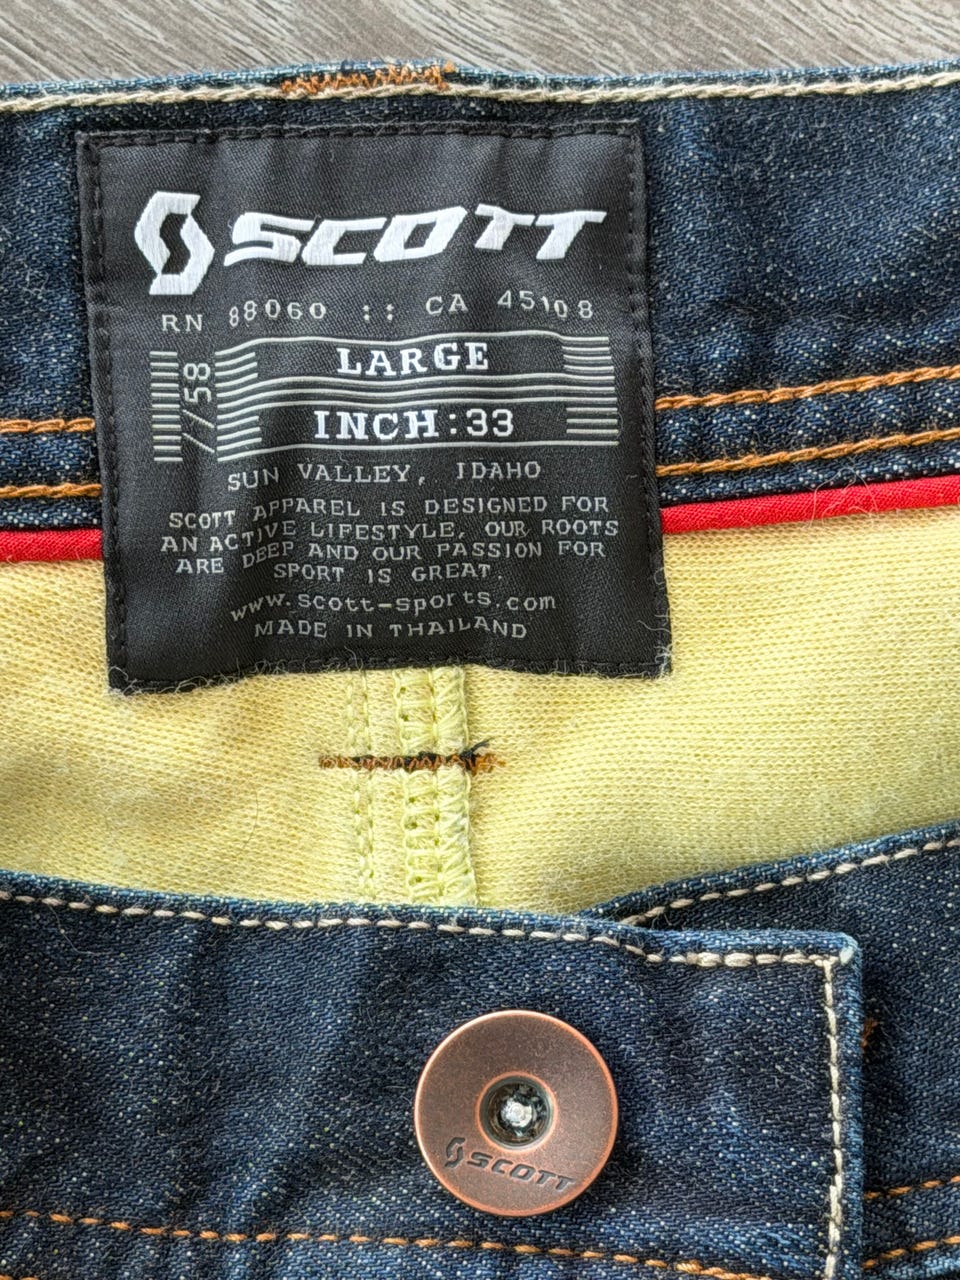 SCOTT
RN 88060 :: CA 45108
LARGE
//58
INCH:33
SUN VALLEY, IDAHO
SCOTT APPAREL IS DESIGNED FOR
AN ACTIVE LIFESTYLE, OUR ROOTS
ARE DEEP AND OUR PASSION FOR
SPORT IS GREAT.
www.scott-sports.com
MADE IN THAILAND
SCOTT